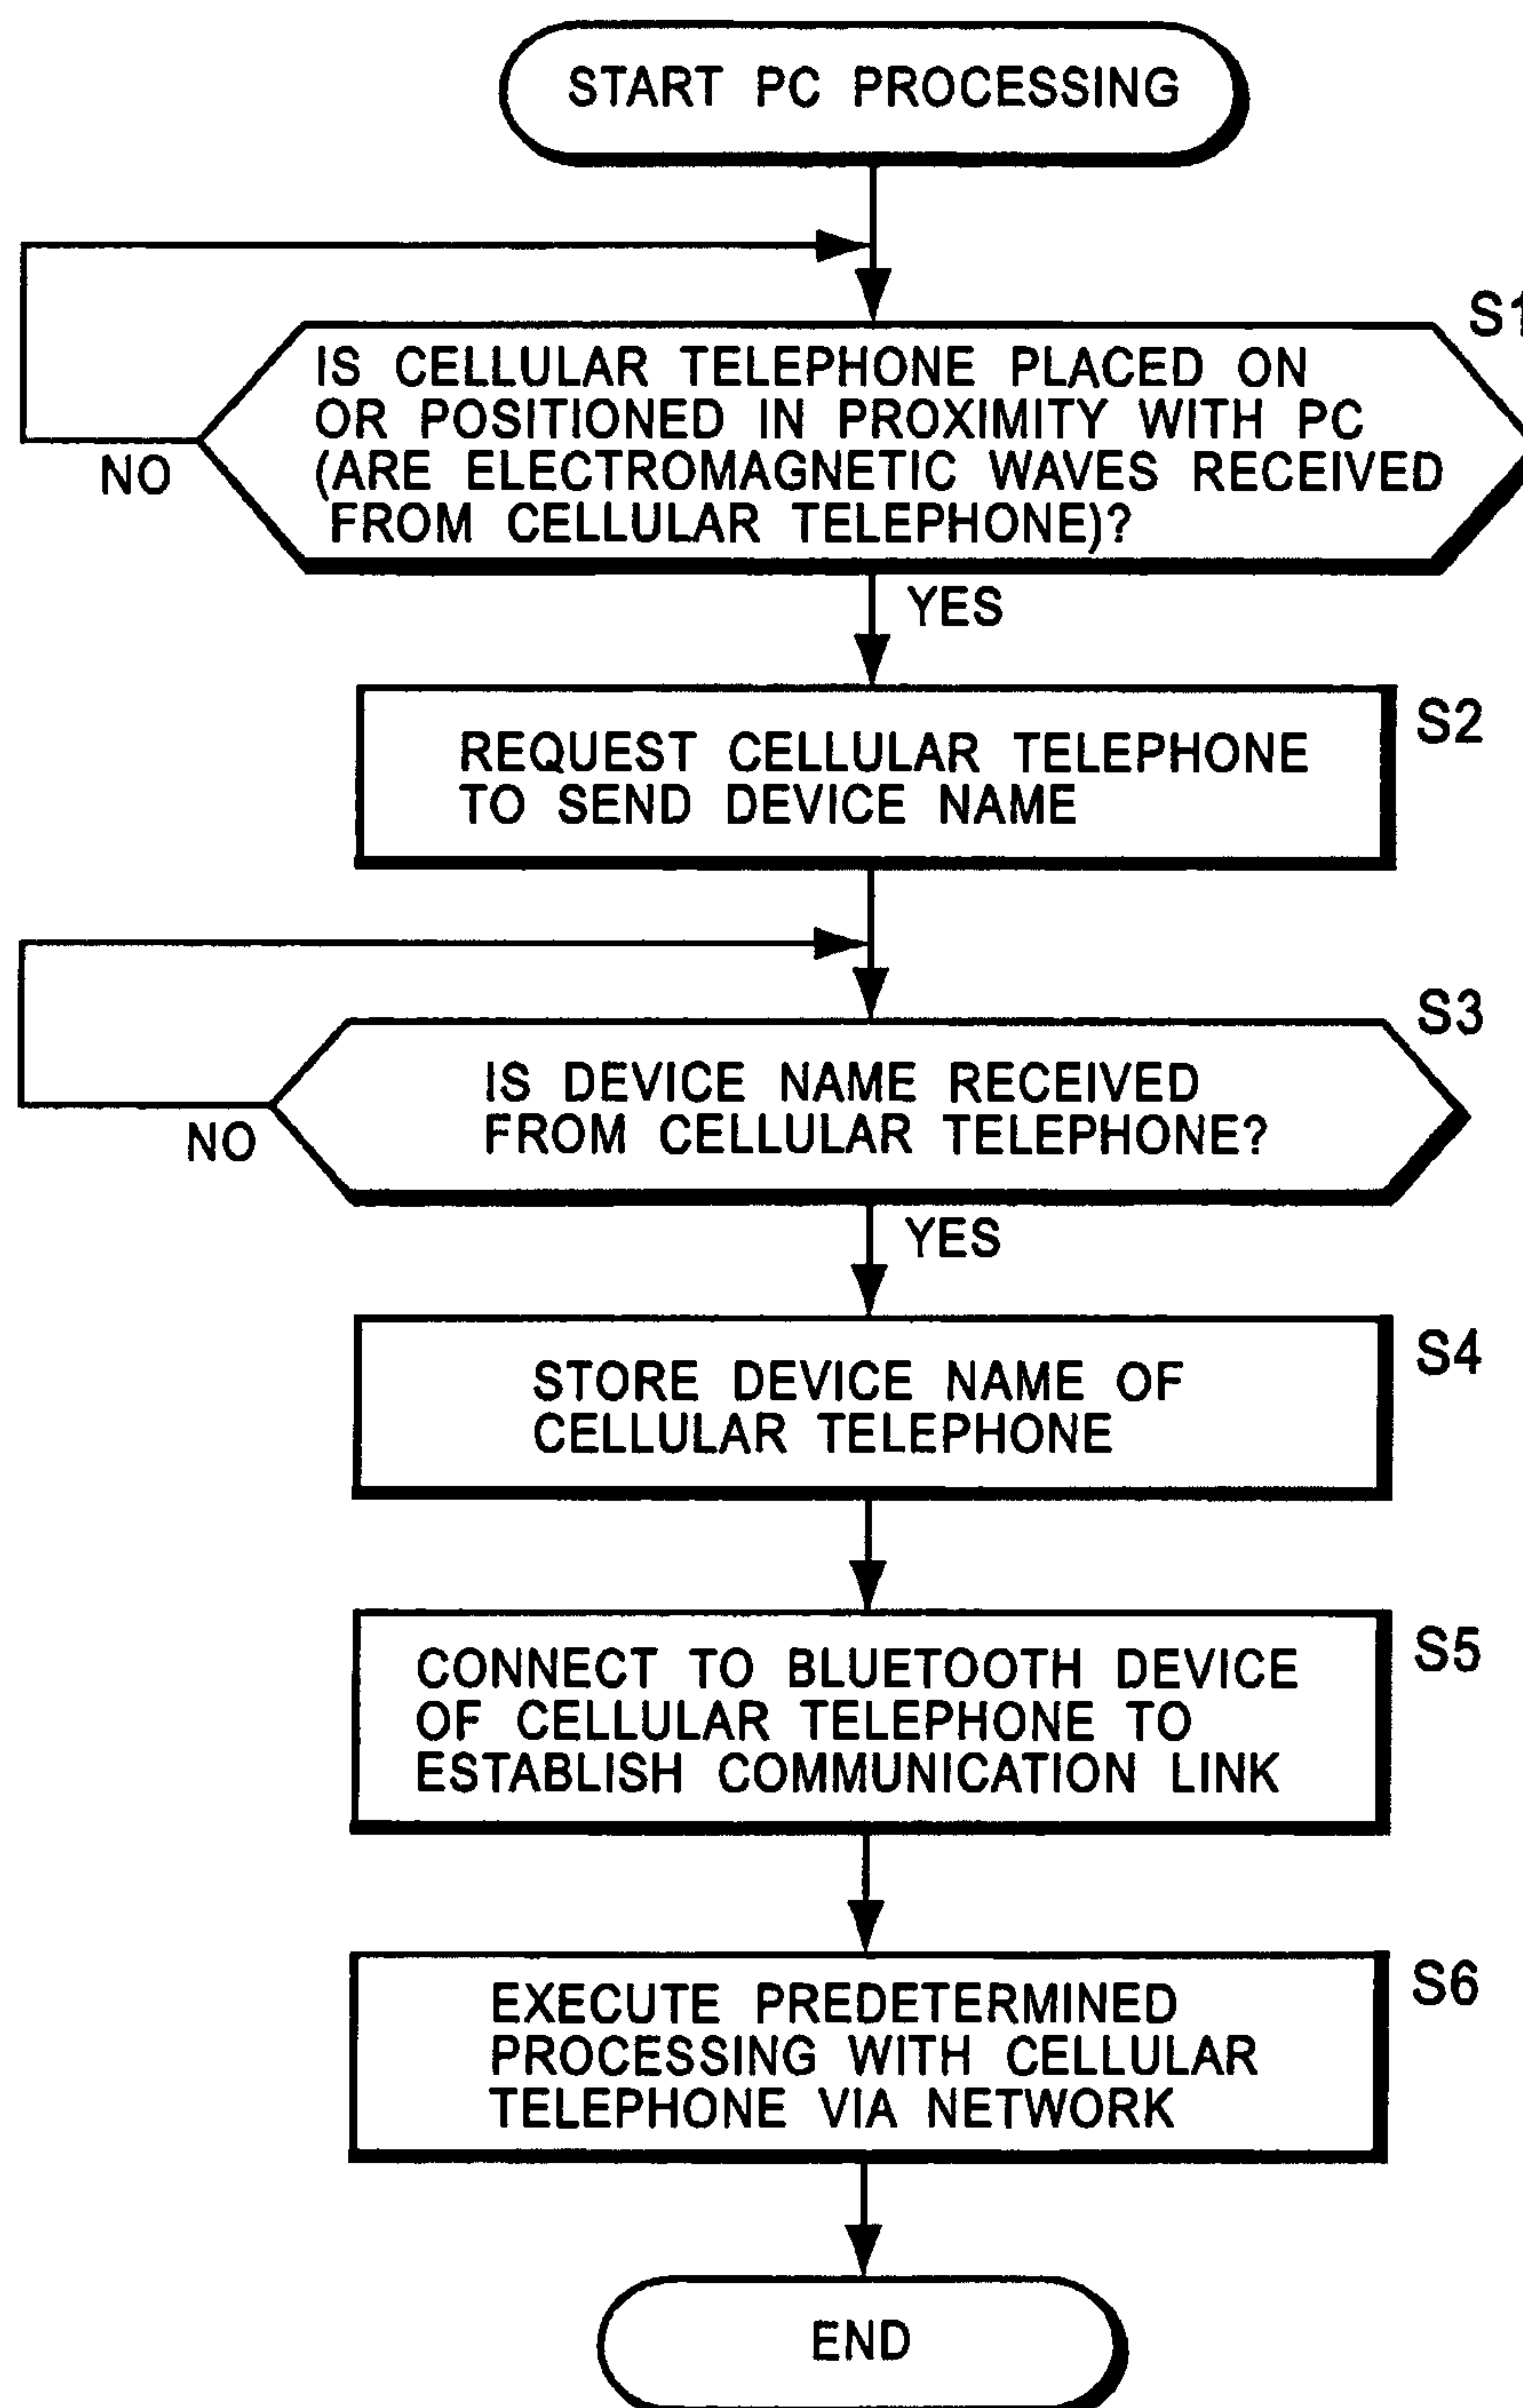 START PC PROCESSING
S1
IS CELLULAR TELEPHONE PLACED ON
OR POSITIONED IN PROXIMITY WITH PC
(ARE ELECTROMAGNETIC WAVES RECEIVED
FROM CELLULAR TELEPHONE)?
NO
YES
S2
REQUEST CELLULAR TELEPHONE
TO SEND DEVICE NAME
S3
IS DEVICE NAME RECEIVED
FROM CELLULAR TELEPHONE?
NO
YES
S4
STORE DEVICE NAME OF
CELLULAR TELEPHONE
S5
CONNECT TO BLUETOOTH DEVICE
OF CELLULAR TELEPHONE TO
ESTABLISH COMMUNICATION LINK
S6
EXECUTE PREDETERMINED
PROCESSING WITH CELLULAR
TELEPHONE VIA NETWORK
END